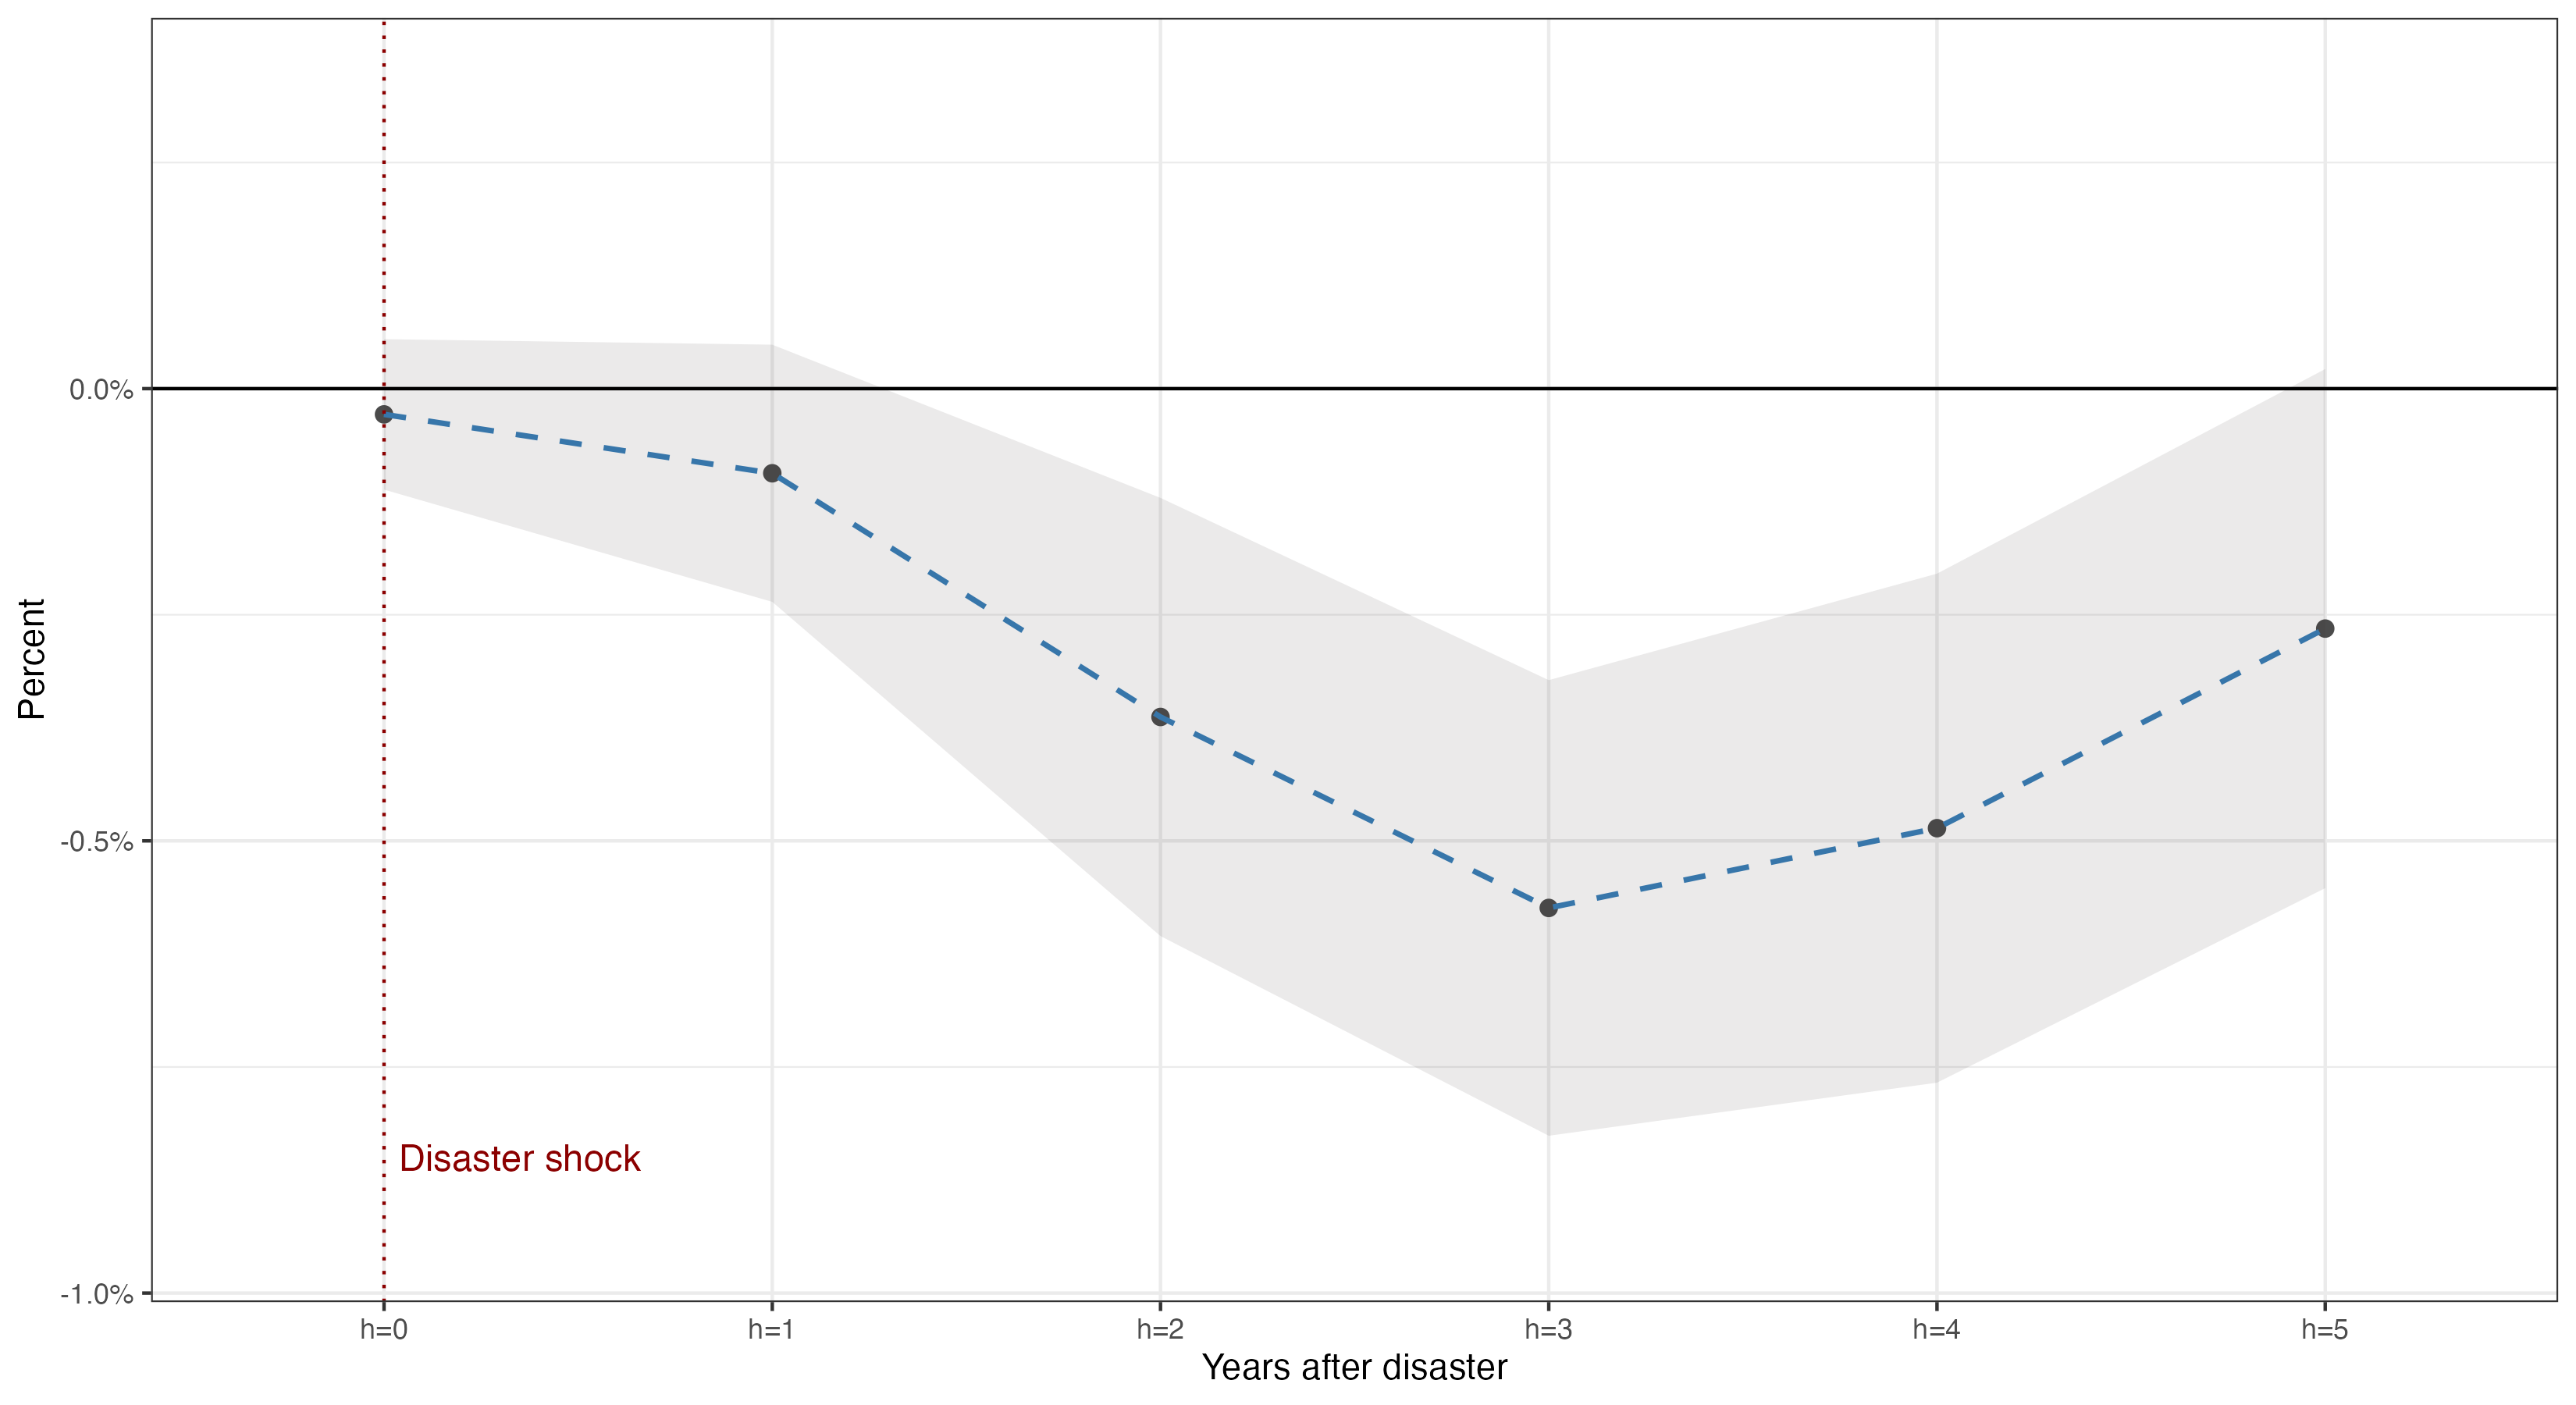 Percent
0.0%
-0.5%
-1.0%
Disaster shock
h=0 h=1 h=2 h=3 h=4 h=5
Years after disaster